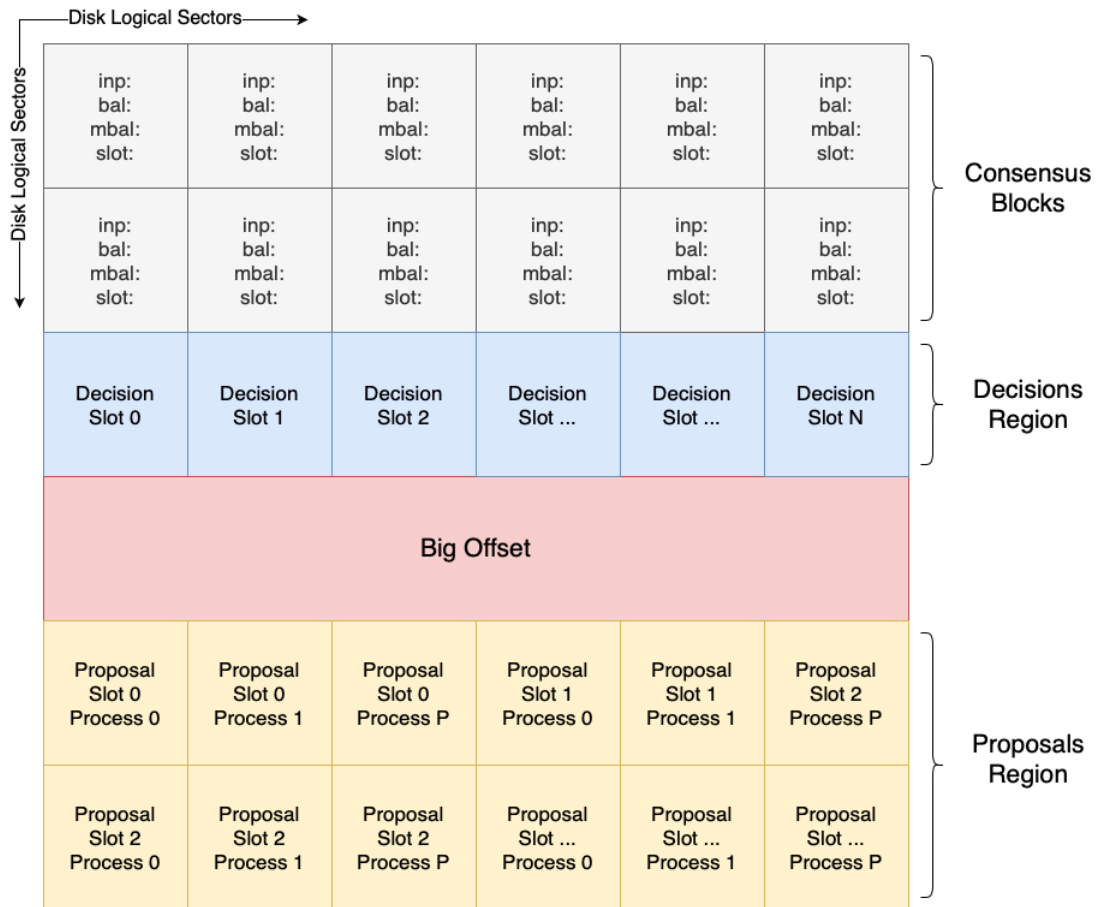 Disk Logical Sectors
Disk Logical Sectors
inp:
bal:
mbal:
slot:
inp:
bal:
mbal:
slot:
inp:
bal:
mbal:
slot:
inp:
bal:
mbal:
slot:
inp:
bal:
mbal:
slot:
inp:
bal:
mbal:
slot:
inp:
bal:
mbal:
slot:
inp:
bal:
mbal:
slot:
inp:
bal:
mbal:
slot:
inp:
bal:
mbal:
slot:
inp:
bal:
mbal:
slot:
inp:
bal:
mbal:
slot:
Consensus
Blocks
Decision
Slot 0
Decision
Slot 1
Decision
Slot 2
Decision
Slot ...
Decision
Slot ...
Decision
Slot N
Decisions
Region
Big Offset
Proposal
Slot 0
Process 0
Proposal
Slot 0
Process 1
Proposal
Slot 0
Process P
Proposal
Slot 1
Process 0
Proposal
Slot 1
Process 1
Proposal
Slot 2
Process P
Proposal
Slot 2
Process 0
Proposal
Slot 2
Process 1
Proposal
Slot 2
Process P
Proposal
Slot ...
Process 0
Proposal
Slot ...
Process 1
Proposal
Slot ...
Process P
Proposals
Region